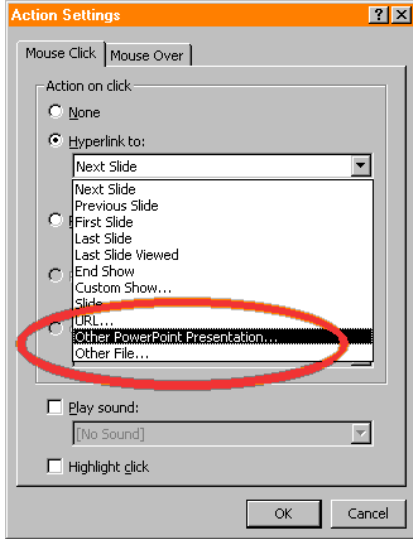 Action Settings
Mouse Click Mouse Over
Action on click
None
Hyperlink to:
Next Slide
Next Slide
Previous Slide
First Slide
Last Slide
Last Slide Viewed
End Show
Custom Show...
Slide...
URL...
Other PowerPoint Presentation...
Other File...
Play sound:
[No Sound]
Highlight click
OK Cancel